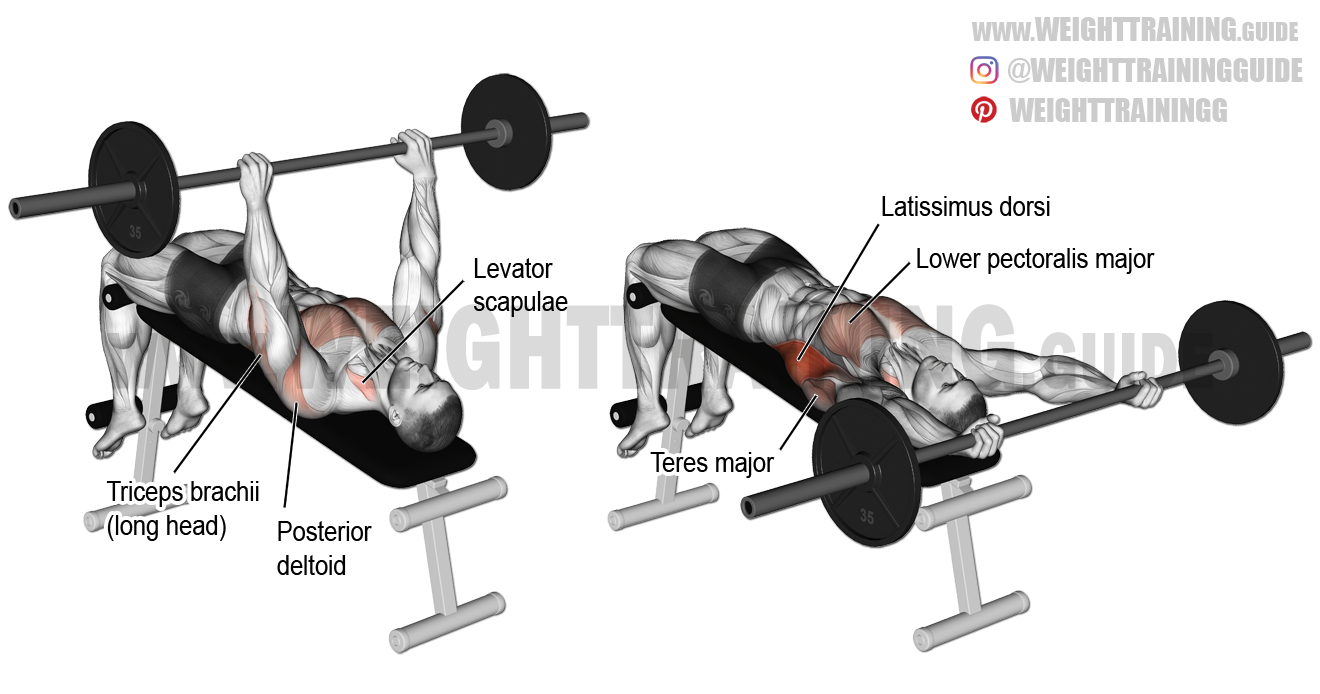 www.WEIGHTTRAINING.GUIDE
@WEIGHTTRAININGGUIDE
WEIGHTTRAININGG
Latissimus dorsi
Lower pectoralis major
Levator
scapulae
WEIGHTTRAINING.GUIDE
Teres major
Triceps brachii
(long head)
Posterior
deltoid
35
35